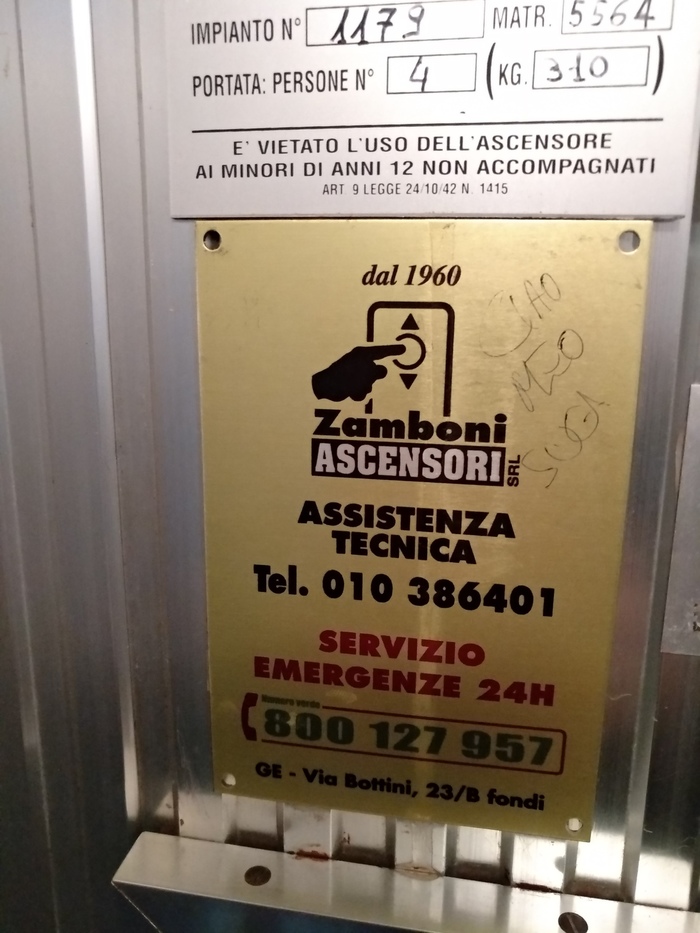 IMPIANTO N° 1179 MATR. 5564
PORTATA: PERSONE N° 4 (KG. 310)
E' VIETATO L'USO DELL'ASCENSORE
AI MINORI DI ANNI 12 NON ACCOMPAGNATI
ART 9 LEGGE 24/10/42 N. 1415
dal 1960
Zamboni
ASCENSORI SRL
CIAO
ASSISTENZA
TECNICA
Tel. 010 386401
SERVIZIO
EMERGENZE 24H
Numero verde
800 127 957
GE - Via Bottini, 23/B fondi